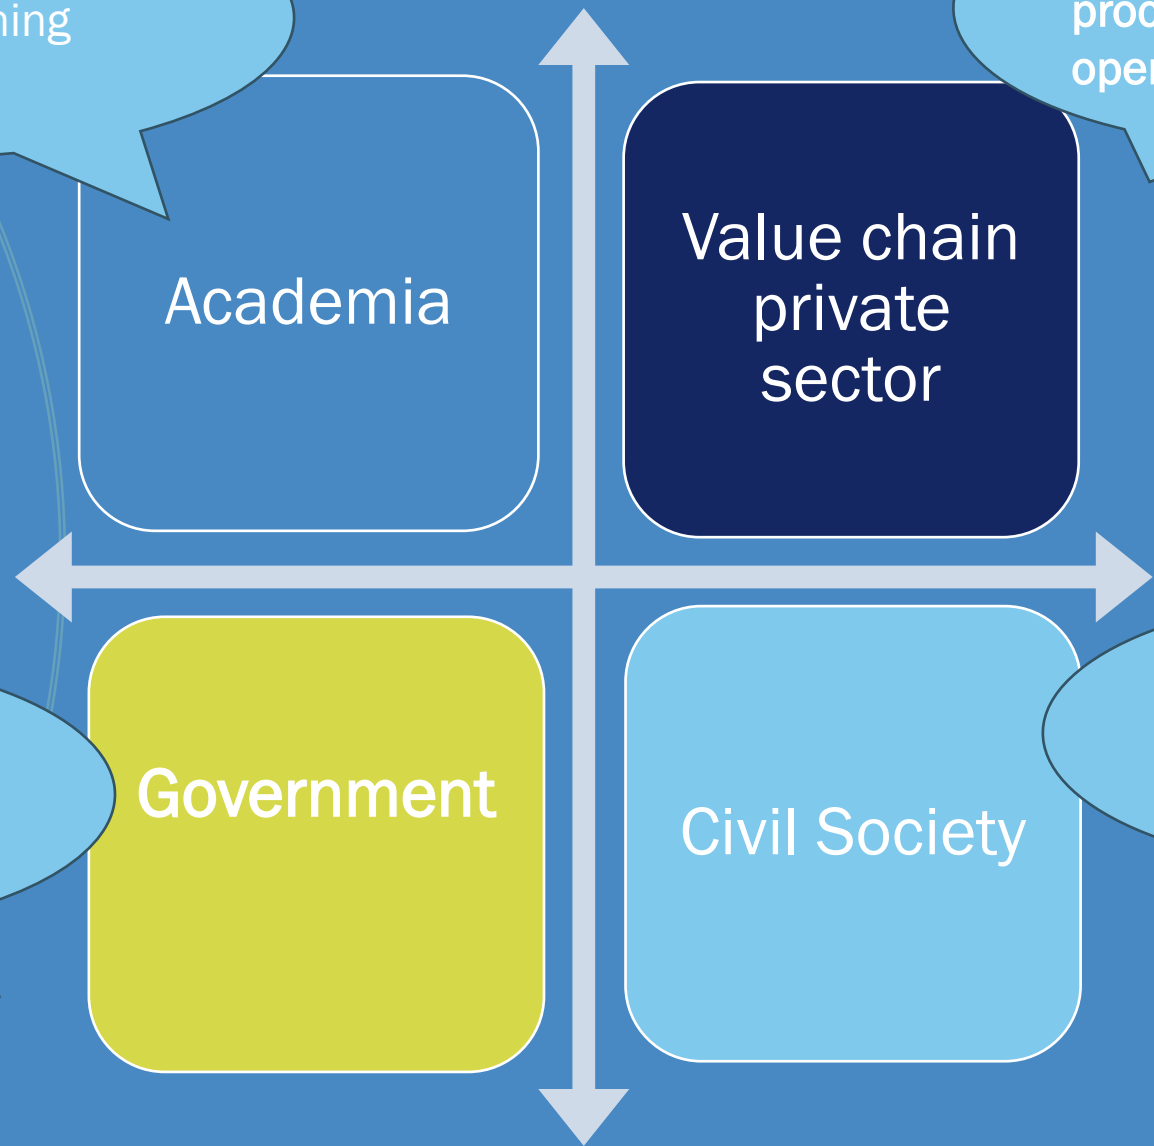 Academia
Value chain
private
sector
Government
Civil Society